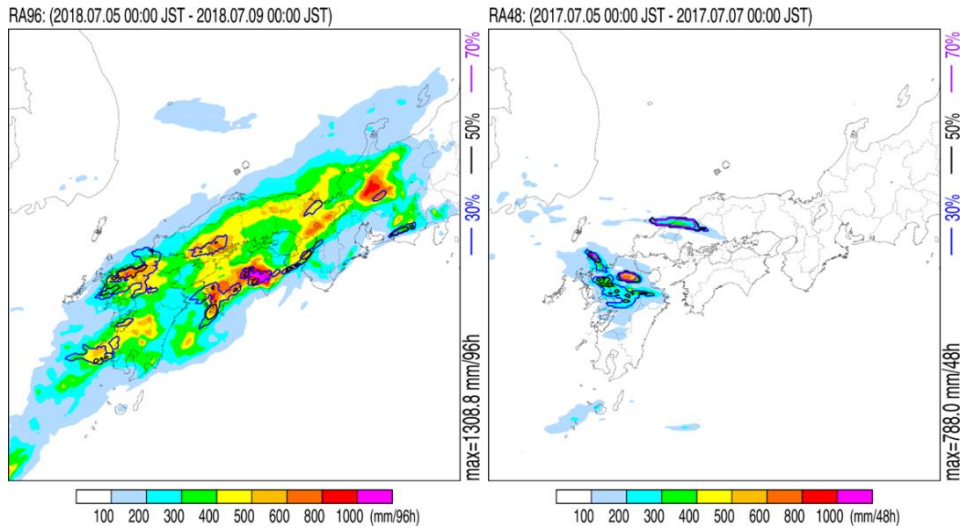 RA96: (2018.07.05 00:00 JST - 2018.07.09 00:00 JST)
30% 50% 70%
max=1308.8 mm/96h
100 200 300 400 500 600 800 1000 (mm/96h)
RA48: (2017.07.05 00:00 JST - 2017.07.07 00:00 JST)
30% 50% 70%
max=788.0 mm/48h
100 200 300 400 500 600 800 1000 (mm/48h)